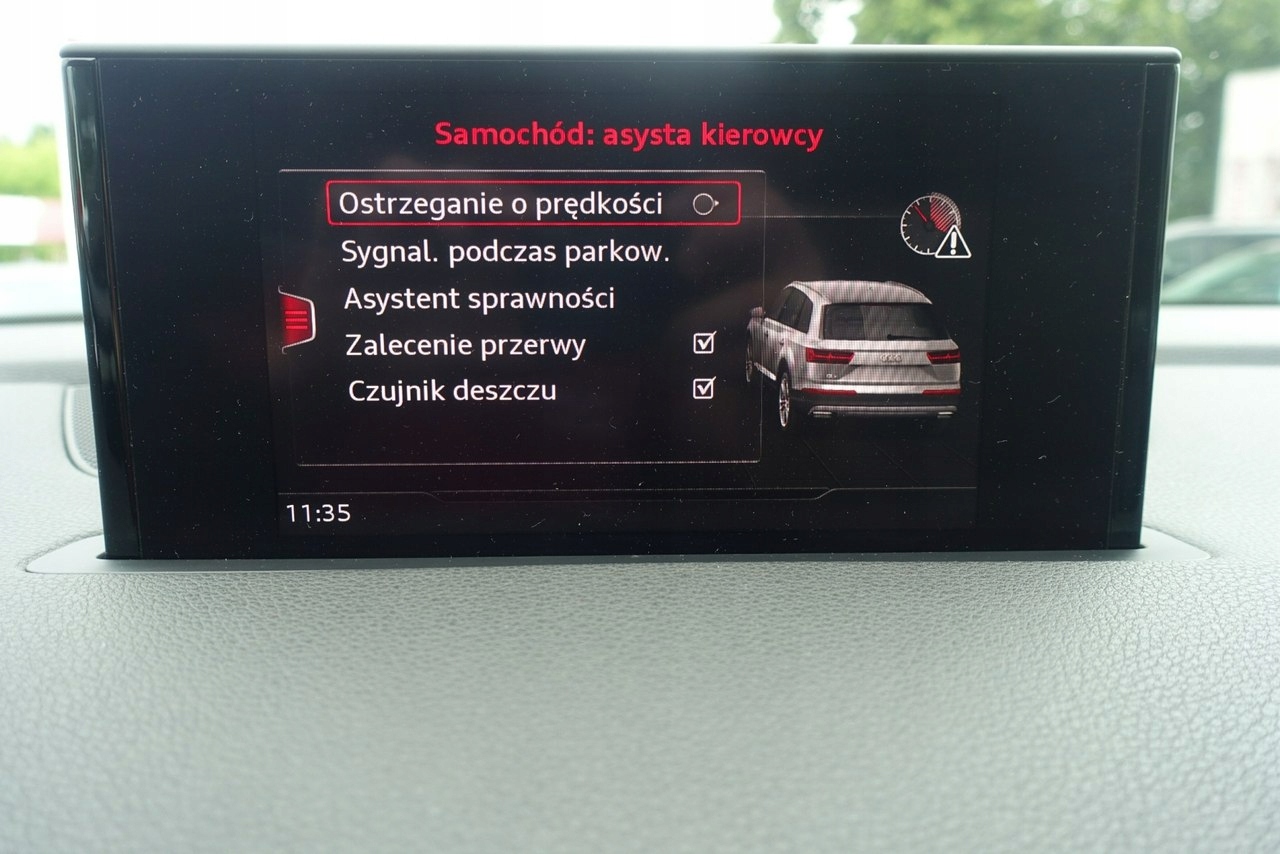 Samochód: asysta kierowcy
Ostrzeganie o prędkości
Sygnal. podczas parkow.
Asystent sprawności
Zalecenie przerwy
Czujnik deszczu
11:35